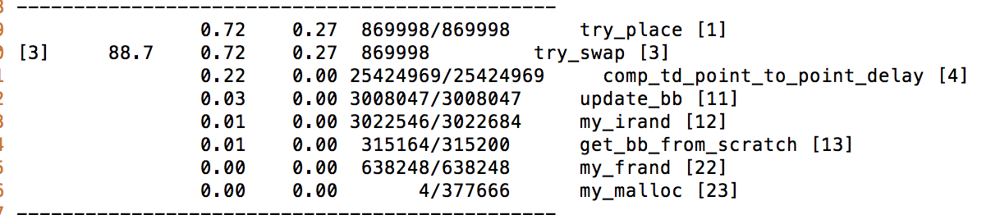 -----------------------------------------------
                0.72    0.27  869998/869998      try_place [1]
[3]     88.7    0.72    0.27  869998         try_swap [3]
                0.22    0.00 25424969/25424969     comp_td_point_to_point_delay [4]
                0.03    0.00 3008047/3008047     update_bb [11]
                0.01    0.00 3022546/3022684     my_irand [12]
                0.01    0.00  315164/315200      get_bb_from_scratch [13]
                0.00    0.00  638248/638248      my_frand [22]
                0.00    0.00       4/377666      my_malloc [23]
-----------------------------------------------